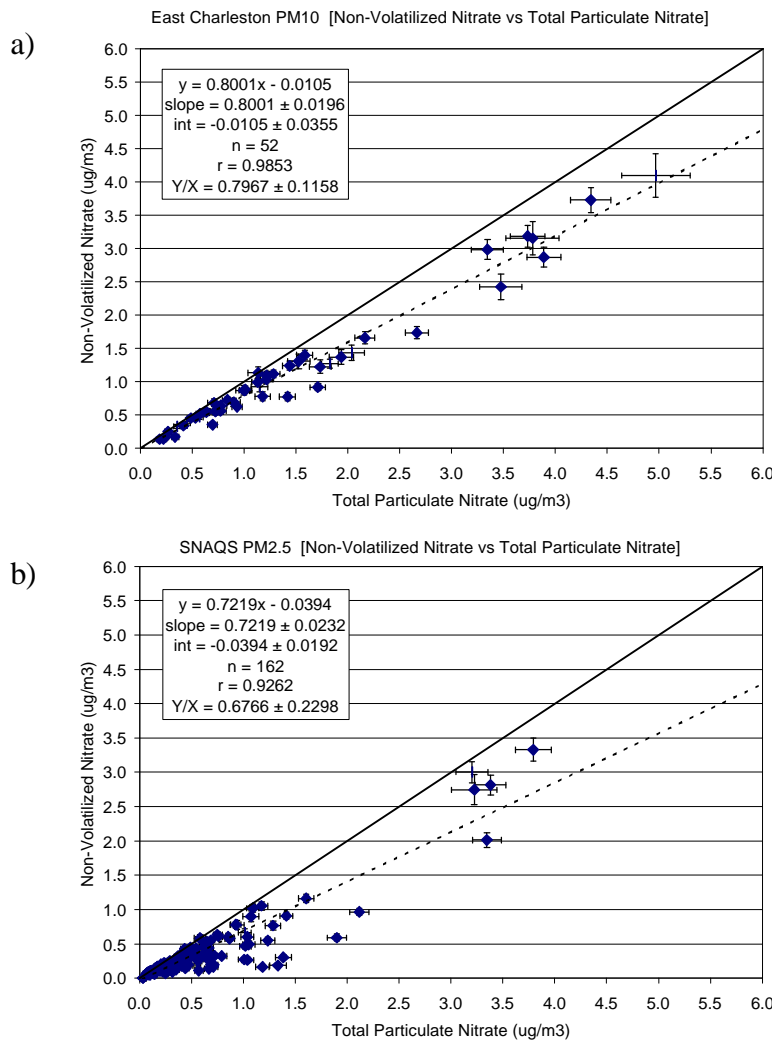 a)
East Charleston PM10 [Non-Volatilized Nitrate vs Total Particulate Nitrate]
y = 0.8001x - 0.0105
slope = 0.8001 ± 0.0196
int = -0.0105 ± 0.0355
n = 52
r = 0.9853
Y/X = 0.7967 ± 0.1158
Non-Volatilized Nitrate (ug/m3)
6.0
5.5
5.0
4.5
4.0
3.5
3.0
2.5
2.0
1.5
1.0
0.5
0.0
0.0 0.5 1.0 1.5 2.0 2.5 3.0 3.5 4.0 4.5 5.0 5.5 6.0
Total Particulate Nitrate (ug/m3)
b)
SNAQS PM2.5 [Non-Volatilized Nitrate vs Total Particulate Nitrate]
y = 0.7219x - 0.0394
slope = 0.7219 ± 0.0232
int = -0.0394 ± 0.0192
n = 162
r = 0.9262
Y/X = 0.6766 ± 0.2298
Non-Volatilized Nitrate (ug/m3)
6.0
5.5
5.0
4.5
4.0
3.5
3.0
2.5
2.0
1.5
1.0
0.5
0.0
0.0 0.5 1.0 1.5 2.0 2.5 3.0 3.5 4.0 4.5 5.0 5.5 6.0
Total Particulate Nitrate (ug/m3)